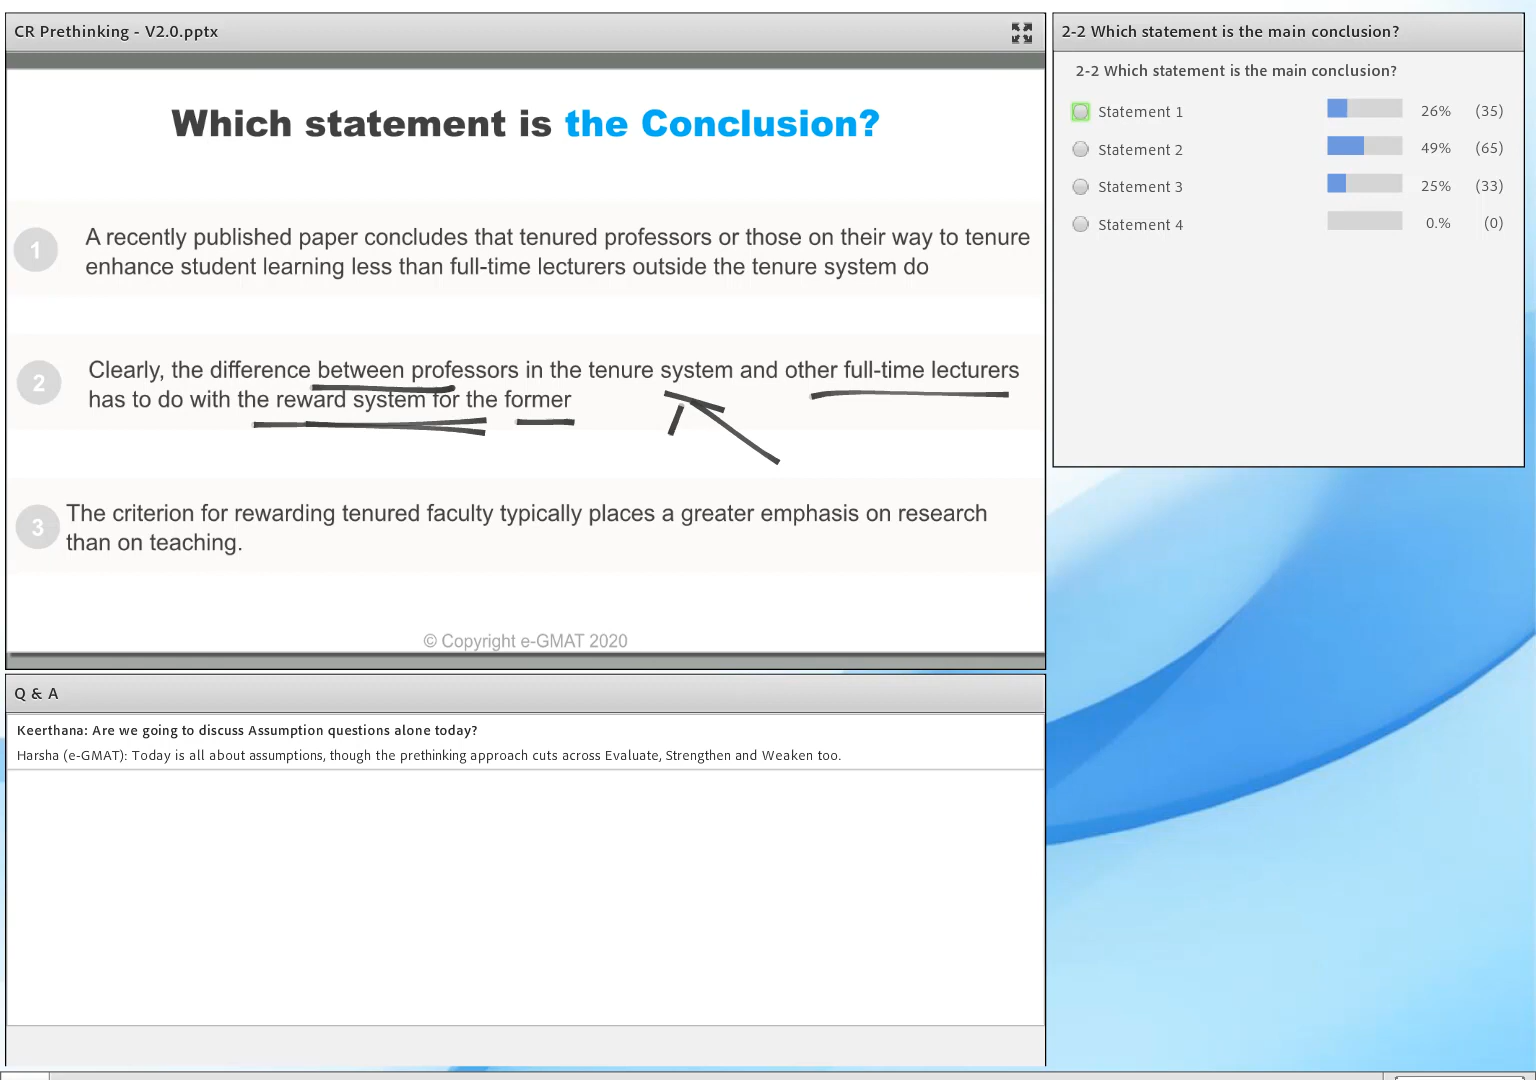 CR Prethinking - V2.0.pptx
Which statement is the Conclusion?
1
A recently published paper concludes that tenured professors or those on their way to tenure
enhance student learning less than full-time lecturers outside the tenure system do
2
Clearly, the difference between professors in the tenure system and other full-time lecturers
has to do with the reward system for the former
3
The criterion for rewarding tenured faculty typically places a greater emphasis on research
than on teaching.
© Copyright e-GMAT 2020
Q & A
Keerthana: Are we going to discuss Assumption questions alone today?
Harsha (e-GMAT): Today is all about assumptions, though the prethinking approach cuts across Evaluate, Strengthen and Weaken too.
2-2 Which statement is the main conclusion?
2-2 Which statement is the main conclusion?
Statement 1 26% (35)
Statement 2 49% (65)
Statement 3 25% (33)
Statement 4 0.% (0)